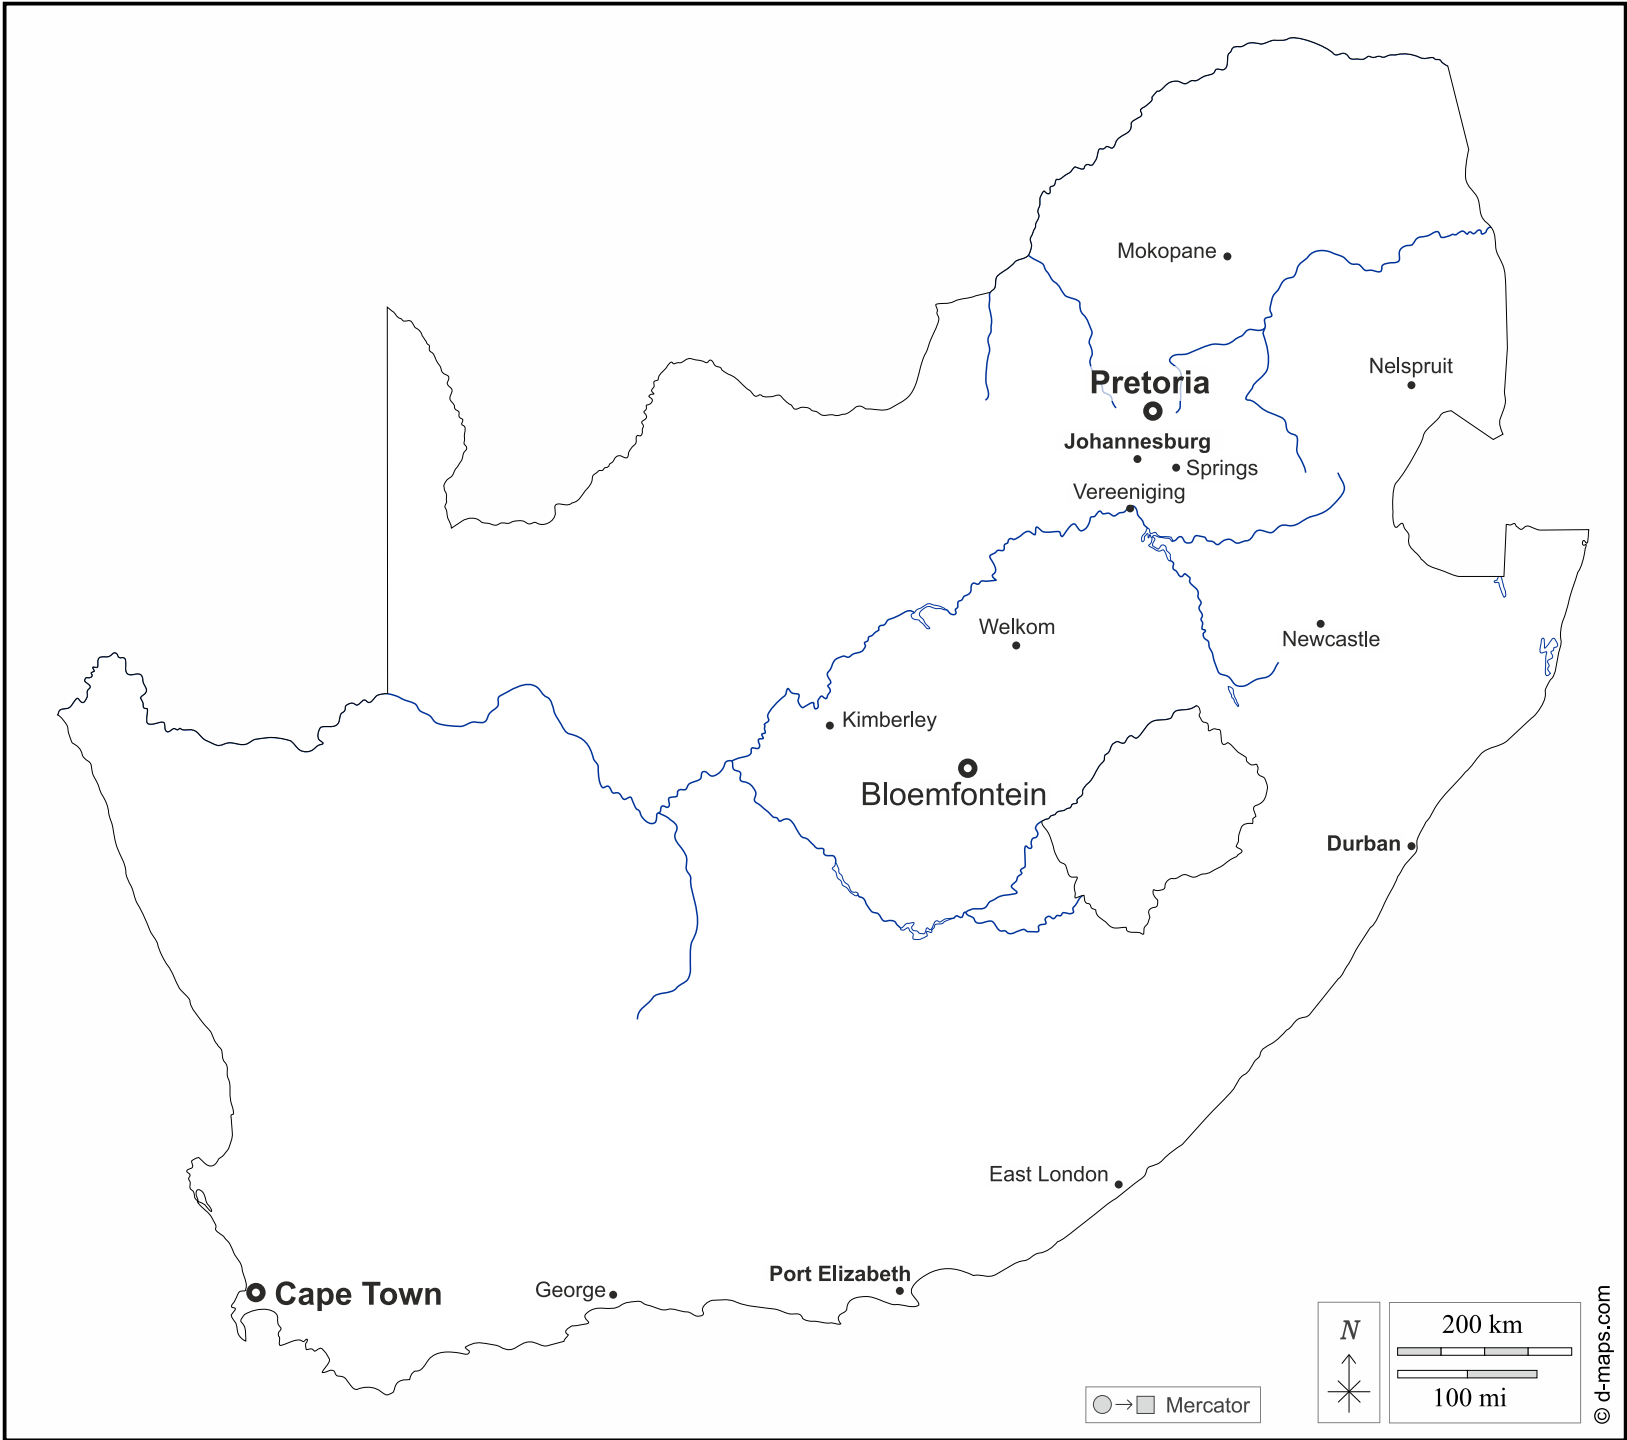 Mokopane
Nelspruit
Pretoria
Johannesburg
Springs
Vereeniging
Welkom
Newcastle
Kimberley
Bloemfontein
Durban
East London
Port Elizabeth
George
Cape Town
N
200 km
100 mi
Mercator
© d-maps.com